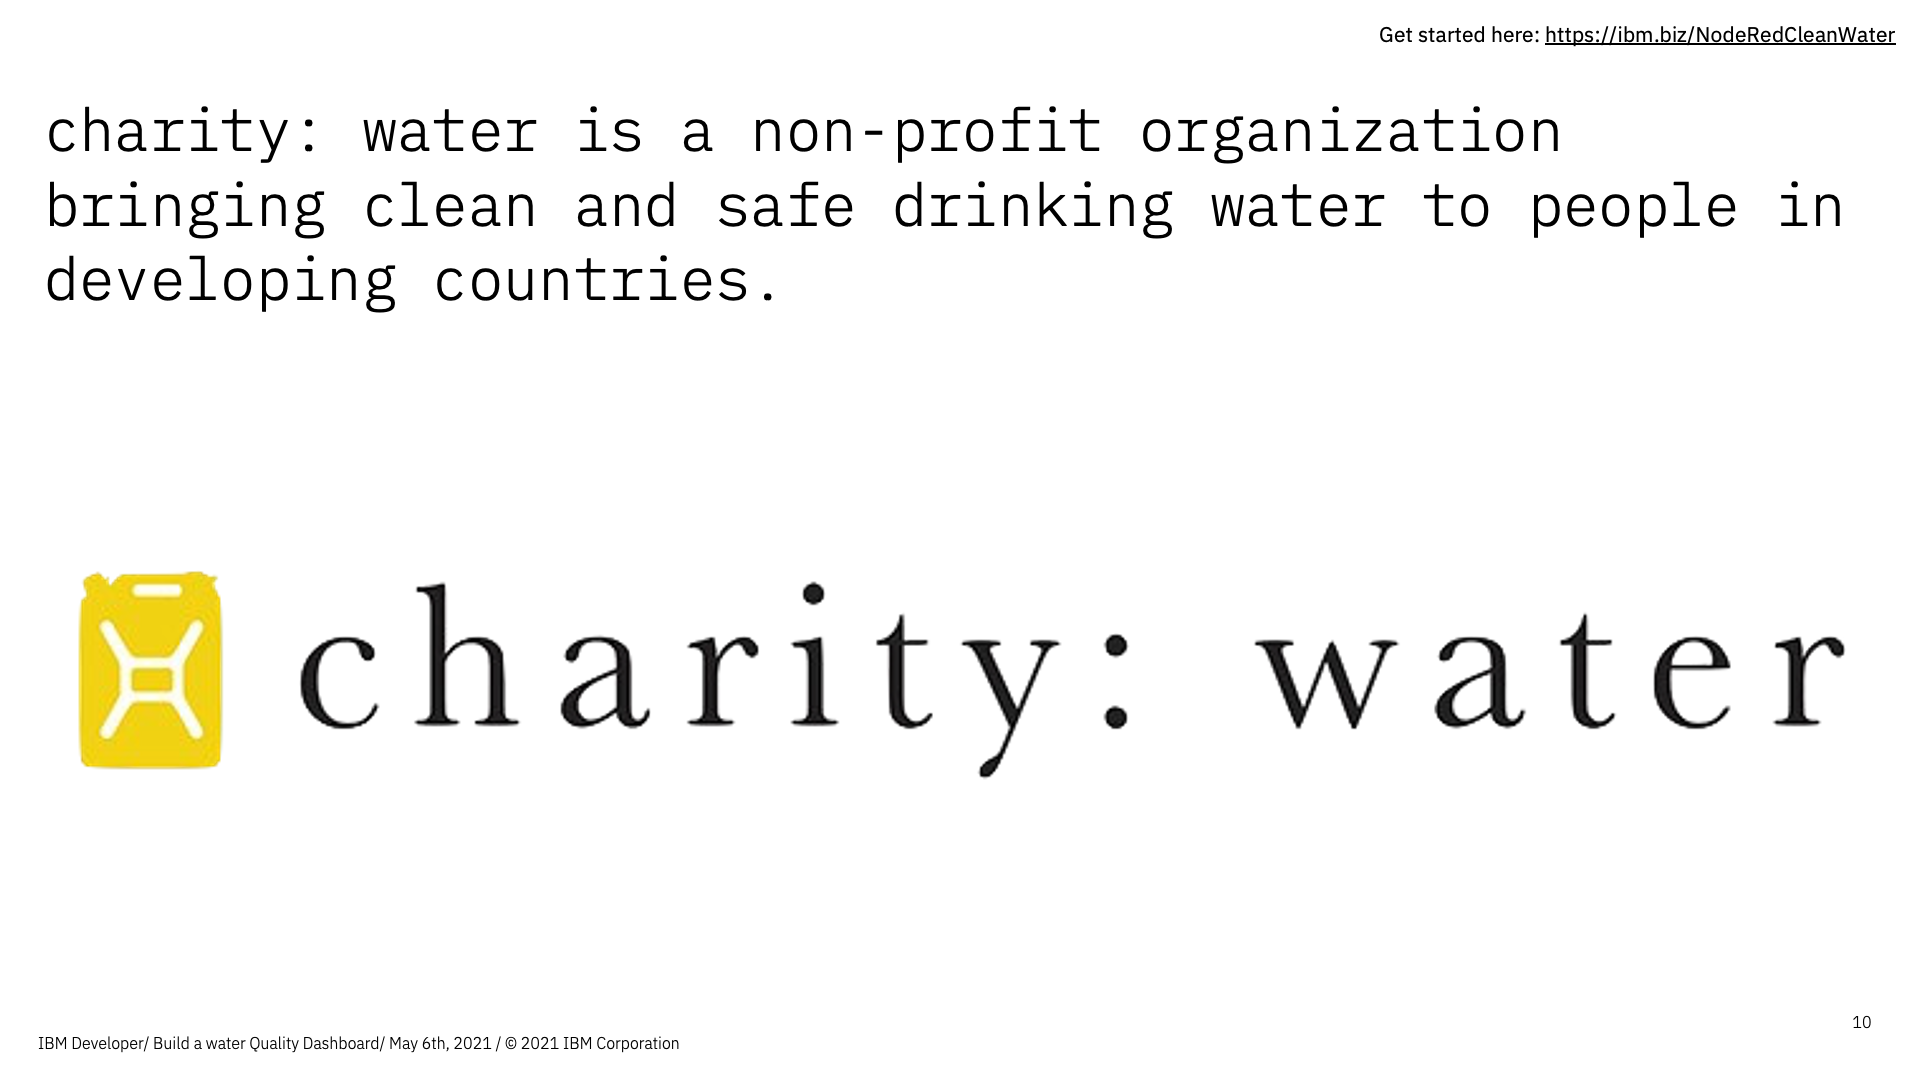 Get started here: https://ibm.biz/NodeRedCleanWater
charity: water is a non-profit organization
bringing clean and safe drinking water to people in
developing countries.
charity: water
10
IBM Developer/ Build a water Quality Dashboard/ May 6th, 2021 / © 2021 IBM Corporation